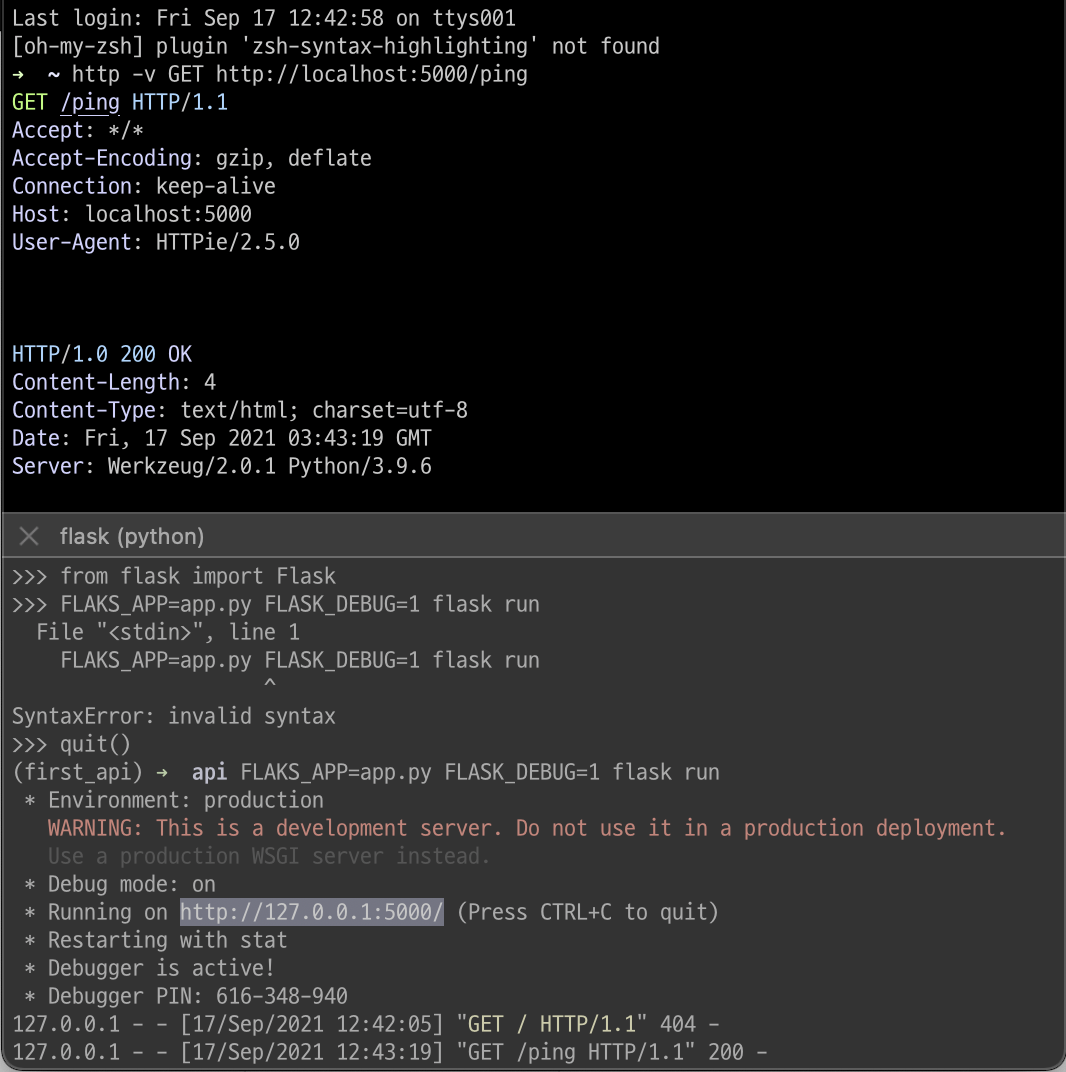 Last login: Fri Sep 17 12:42:58 on ttys001
[oh-my-zsh] plugin 'zsh-syntax-highlighting' not found
➜  ~ http -v GET http://localhost:5000/ping
GET /ping HTTP/1.1
Accept: */*
Accept-Encoding: gzip, deflate
Connection: keep-alive
Host: localhost:5000
User-Agent: HTTPie/2.5.0
HTTP/1.0 200 OK
Content-Length: 4
Content-Type: text/html; charset=utf-8
Date: Fri, 17 Sep 2021 03:43:19 GMT
Server: Werkzeug/2.0.1 Python/3.9.6
flask (python)
>>> from flask import Flask
>>> FLAKS_APP=app.py FLASK_DEBUG=1 flask run
  File "<stdin>", line 1
    FLAKS_APP=app.py FLASK_DEBUG=1 flask run
                     ^
SyntaxError: invalid syntax
>>> quit()
(first_api) ➜  api FLAKS_APP=app.py FLASK_DEBUG=1 flask run
 * Environment: production
   WARNING: This is a development server. Do not use it in a production deployment.
   Use a production WSGI server instead.
 * Debug mode: on
 * Running on http://127.0.0.1:5000/ (Press CTRL+C to quit)
 * Restarting with stat
 * Debugger is active!
 * Debugger PIN: 616-348-940
127.0.0.1 - - [17/Sep/2021 12:42:05] "GET / HTTP/1.1" 404 -
127.0.0.1 - - [17/Sep/2021 12:43:19] "GET /ping HTTP/1.1" 200 -